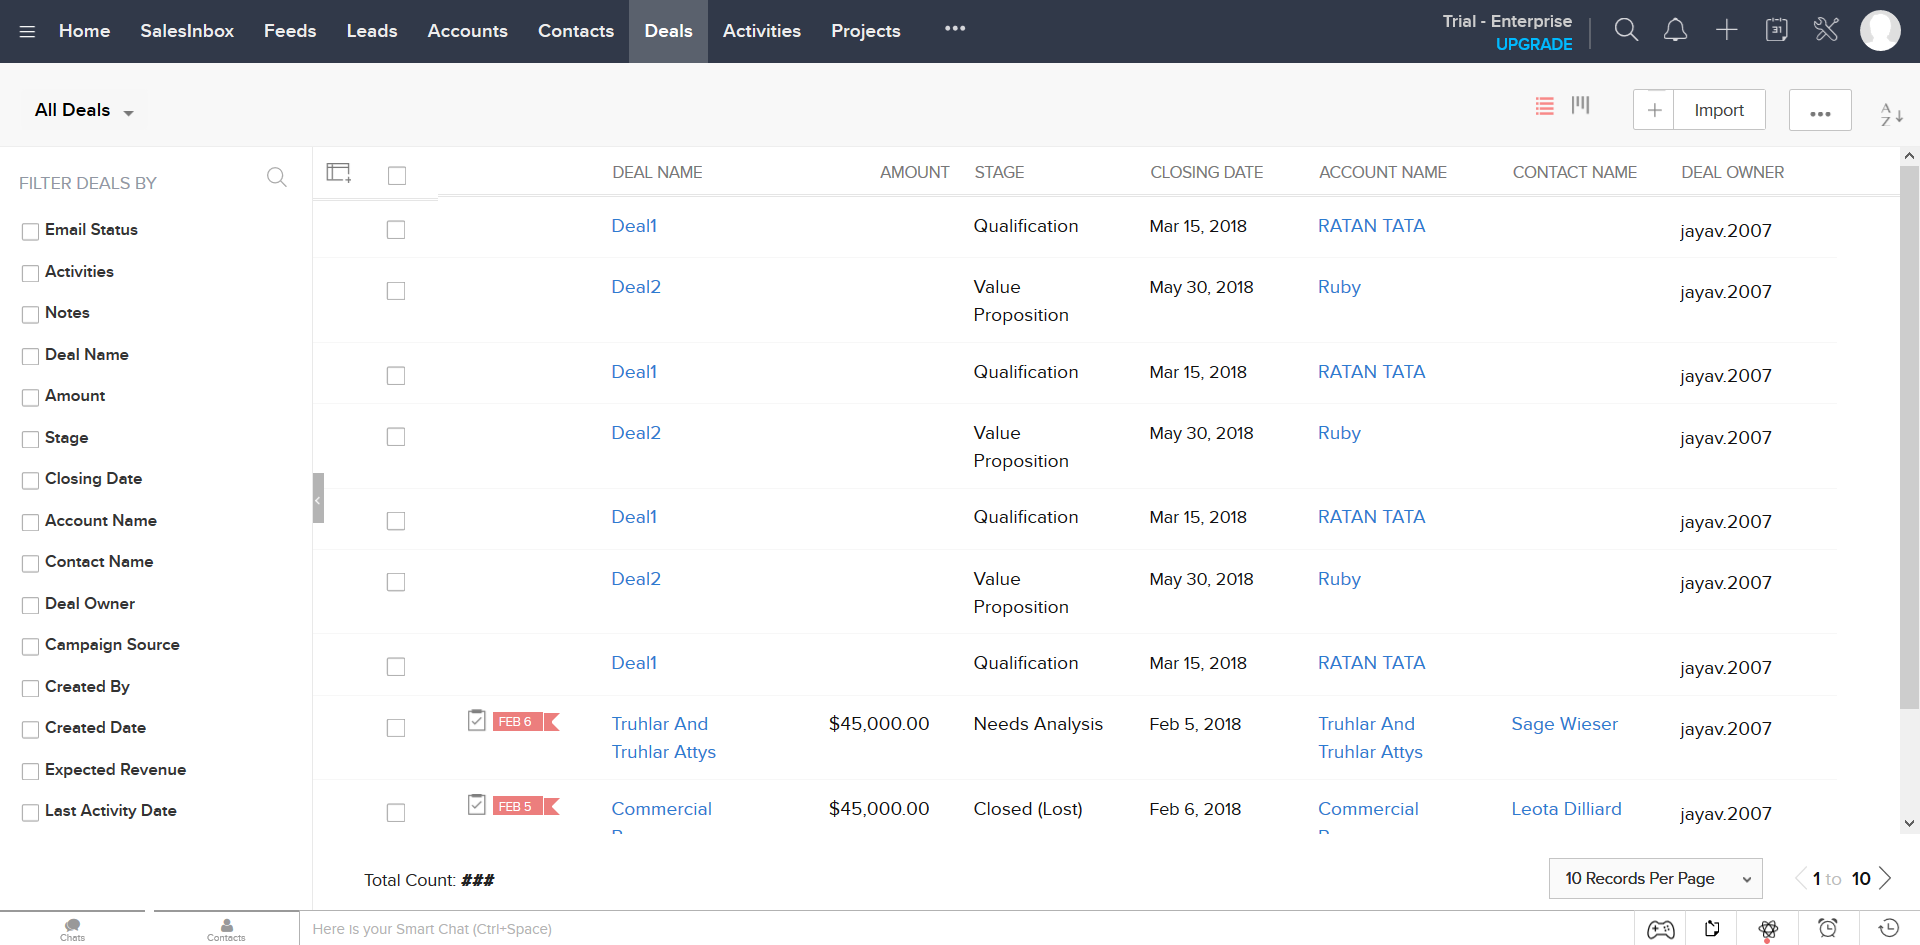 Home SalesInbox Feeds Leads Accounts Contacts Deals Activities Projects ••• Trial - Enterprise
UPGRADE
31
All Deals
+ Import ... A Z
FILTER DEALS BY
Email Status
Activities
Notes
Deal Name
Amount
Stage
Closing Date
Account Name
Contact Name
Deal Owner
Campaign Source
Created By
Created Date
Expected Revenue
Last Activity Date
DEAL NAME AMOUNT STAGE CLOSING DATE ACCOUNT NAME CONTACT NAME DEAL OWNER
Deal1 Qualification Mar 15, 2018 RATAN TATA jayav.2007
Deal2 Value May 30, 2018 Ruby jayav.2007
Proposition
Deal1 Qualification Mar 15, 2018 RATAN TATA jayav.2007
Deal2 Value May 30, 2018 Ruby jayav.2007
Proposition
Deal1 Qualification Mar 15, 2018 RATAN TATA jayav.2007
Deal2 Value May 30, 2018 Ruby jayav.2007
Proposition
Deal1 Qualification Mar 15, 2018 RATAN TATA jayav.2007
FEB 6 Truhlar And $45,000.00 Needs Analysis Feb 5, 2018 Truhlar And Sage Wieser jayav.2007
Truhlar Attys Truhlar Attys
FEB 5 Commercial $45,000.00 Closed (Lost) Feb 6, 2018 Commercial Leota Dilliard jayav.2007
Total Count: ###
10 Records Per Page 1 to 10
Chats Contacts Here is your Smart Chat (Ctrl+Space)